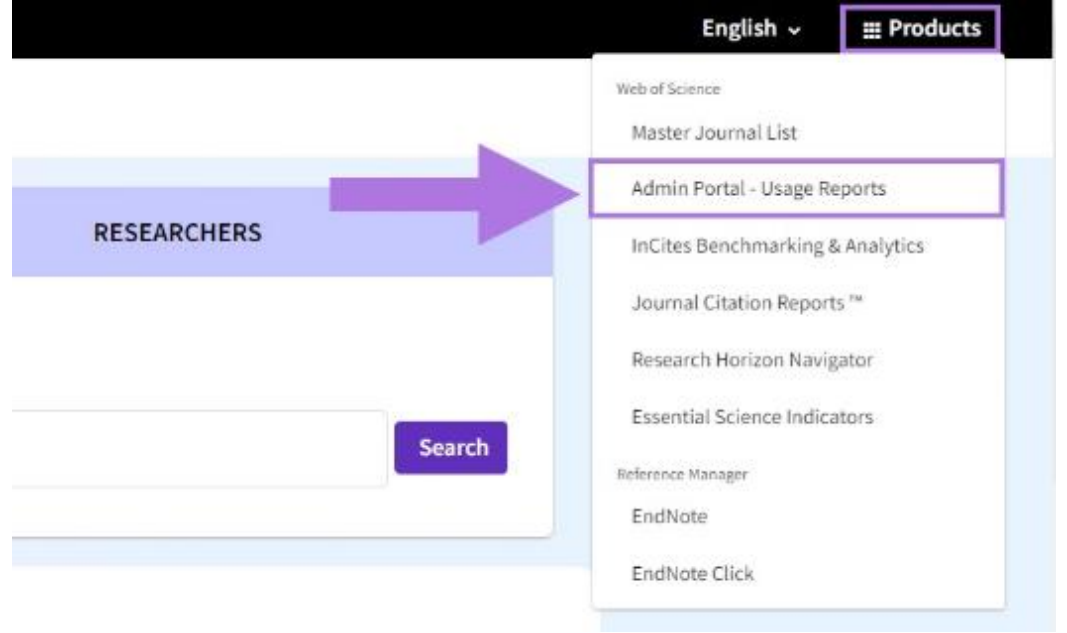 English
Products
Web of Science
Master Journal List
Admin Portal - Usage Reports
RESEARCHERS
InCites Benchmarking & Analytics
Journal Citation Reports™
Research Horizon Navigator
Essential Science Indicators
Search
Reference Manager
EndNote
EndNote Click